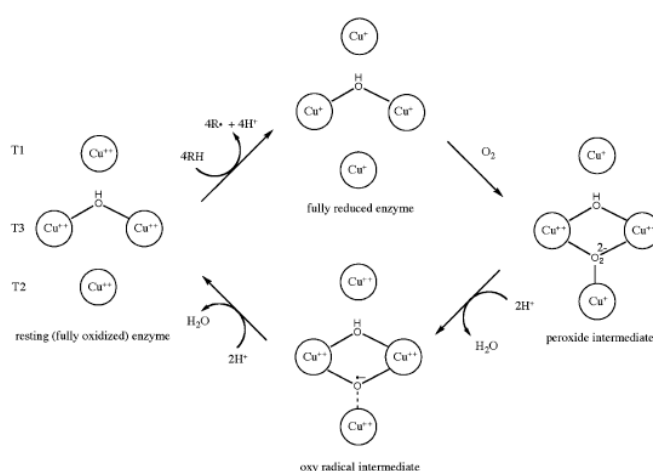 Cu⁺
H
O
Cu⁺ Cu⁺
Cu⁺
fully reduced enzyme
4RH
4R• + 4H⁺
O₂
T1
T3
T2
Cu⁺⁺
H
O
Cu⁺⁺ Cu⁺⁺
Cu⁺⁺
resting (fully oxidized) enzyme
Cu⁺
H
O
Cu⁺⁺ Cu⁺⁺
2-
O₂
Cu⁺
peroxide intermediate
2H⁺
H₂O
Cu⁺⁺
H
O
Cu⁺⁺ Cu⁺⁺
•−
O
Cu⁺⁺
oxy radical intermediate
H₂O
2H⁺